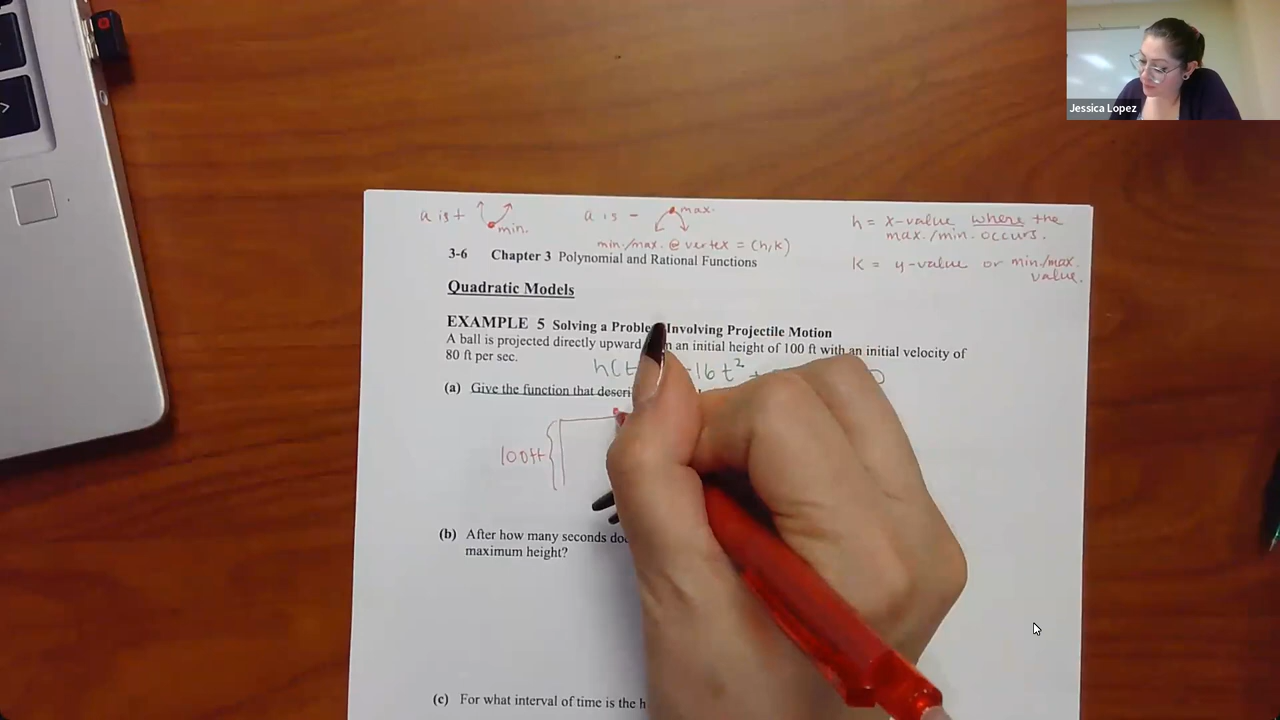 Jessica Lopez
a is + min.
a is - max.
min./max. @ vertex = (h,k)
h = x-value where the
max./min. occurs.
k = y-value or min./max.
value.
3-6 Chapter 3 Polynomial and Rational Functions
Quadratic Models
EXAMPLE 5 Solving a Involving Projectile Motion
A ball is projected directly upward an initial height of 100 ft with an initial velocity of
80 ft per sec.
16t²
(a) Give the function that
100ft
(b) After how many seconds
maximum height?
(c) For what interval of time is the